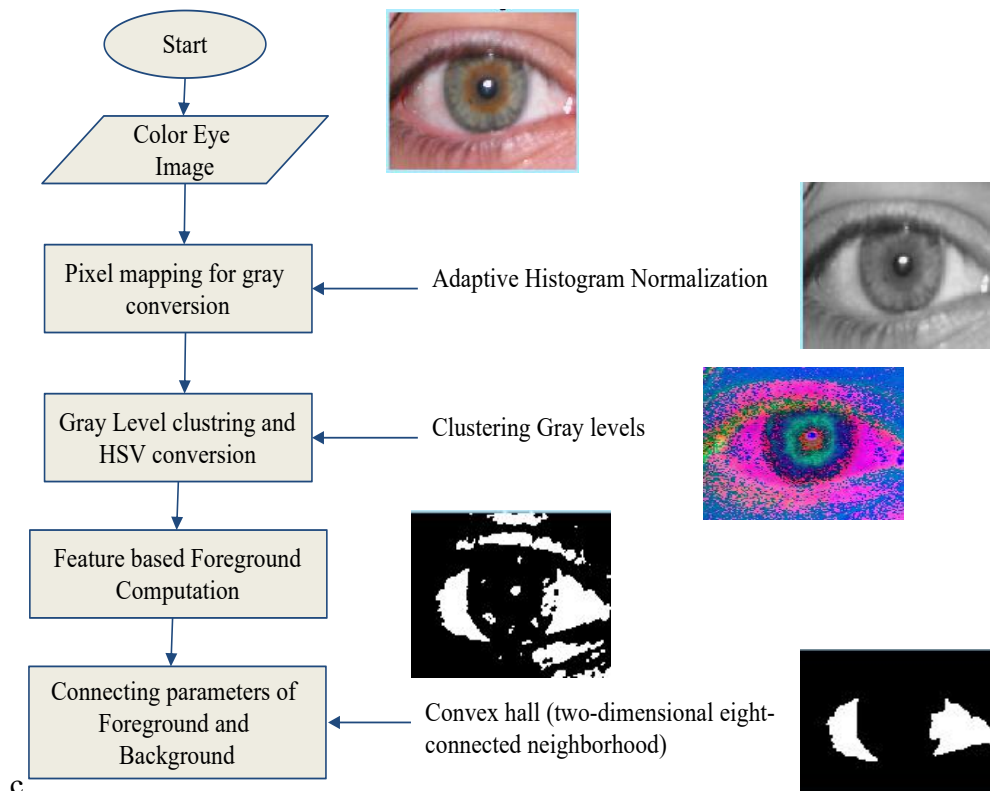 Start
Color Eye
Image
Pixel mapping for gray
conversion
Adaptive Histogram Normalization
Gray Level clustring and
HSV conversion
Clustering Gray levels
Feature based Foreground
Computation
Connecting parameters of
Foreground and
Background
Convex hall (two-dimensional eight-
connected neighborhood)